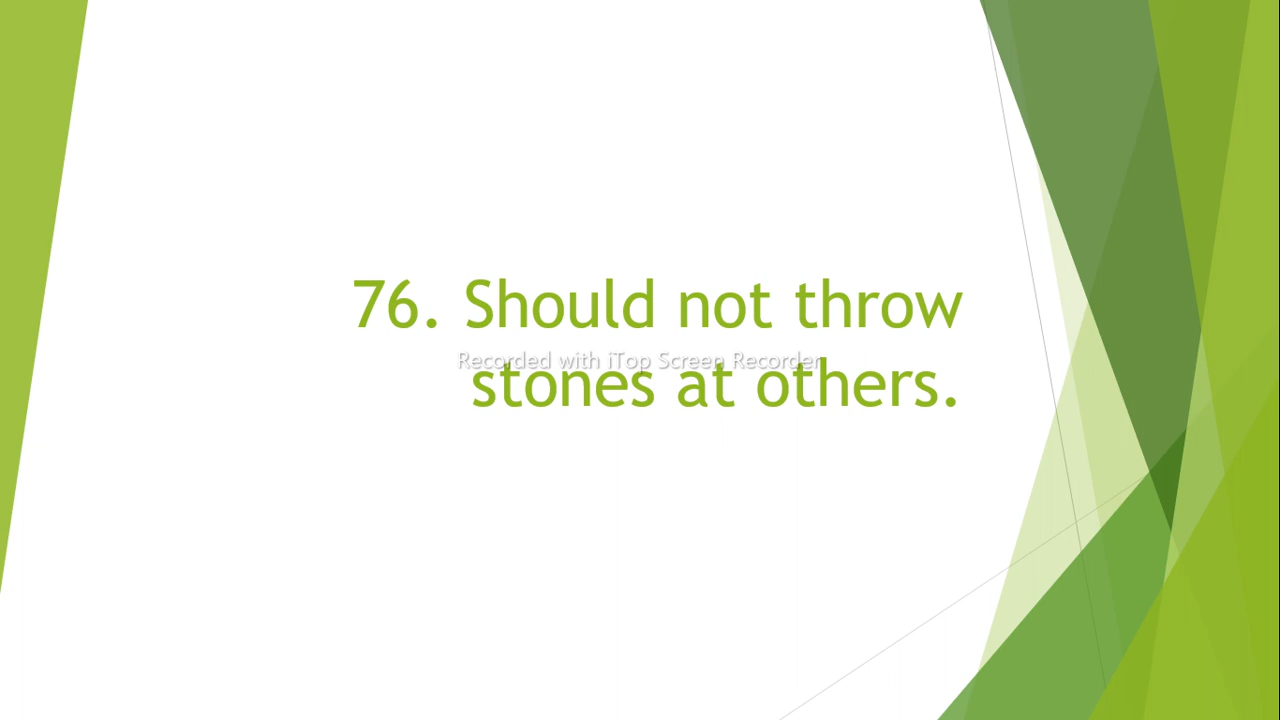 76. Should not throw
Recorded with iTop Screen Recorder
stones at others.